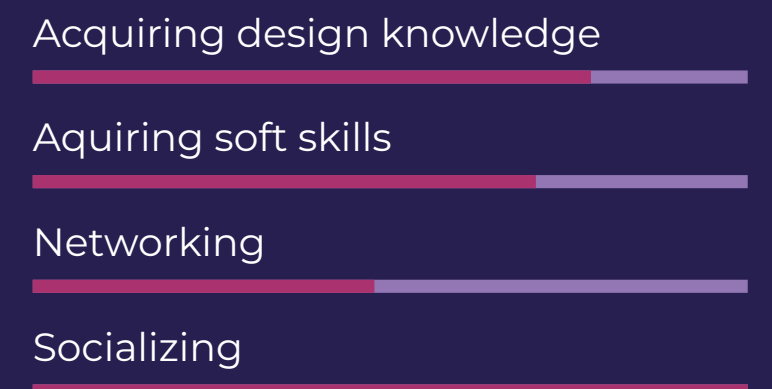 Acquiring design knowledge
Aquiring soft skills
Networking
Socializing